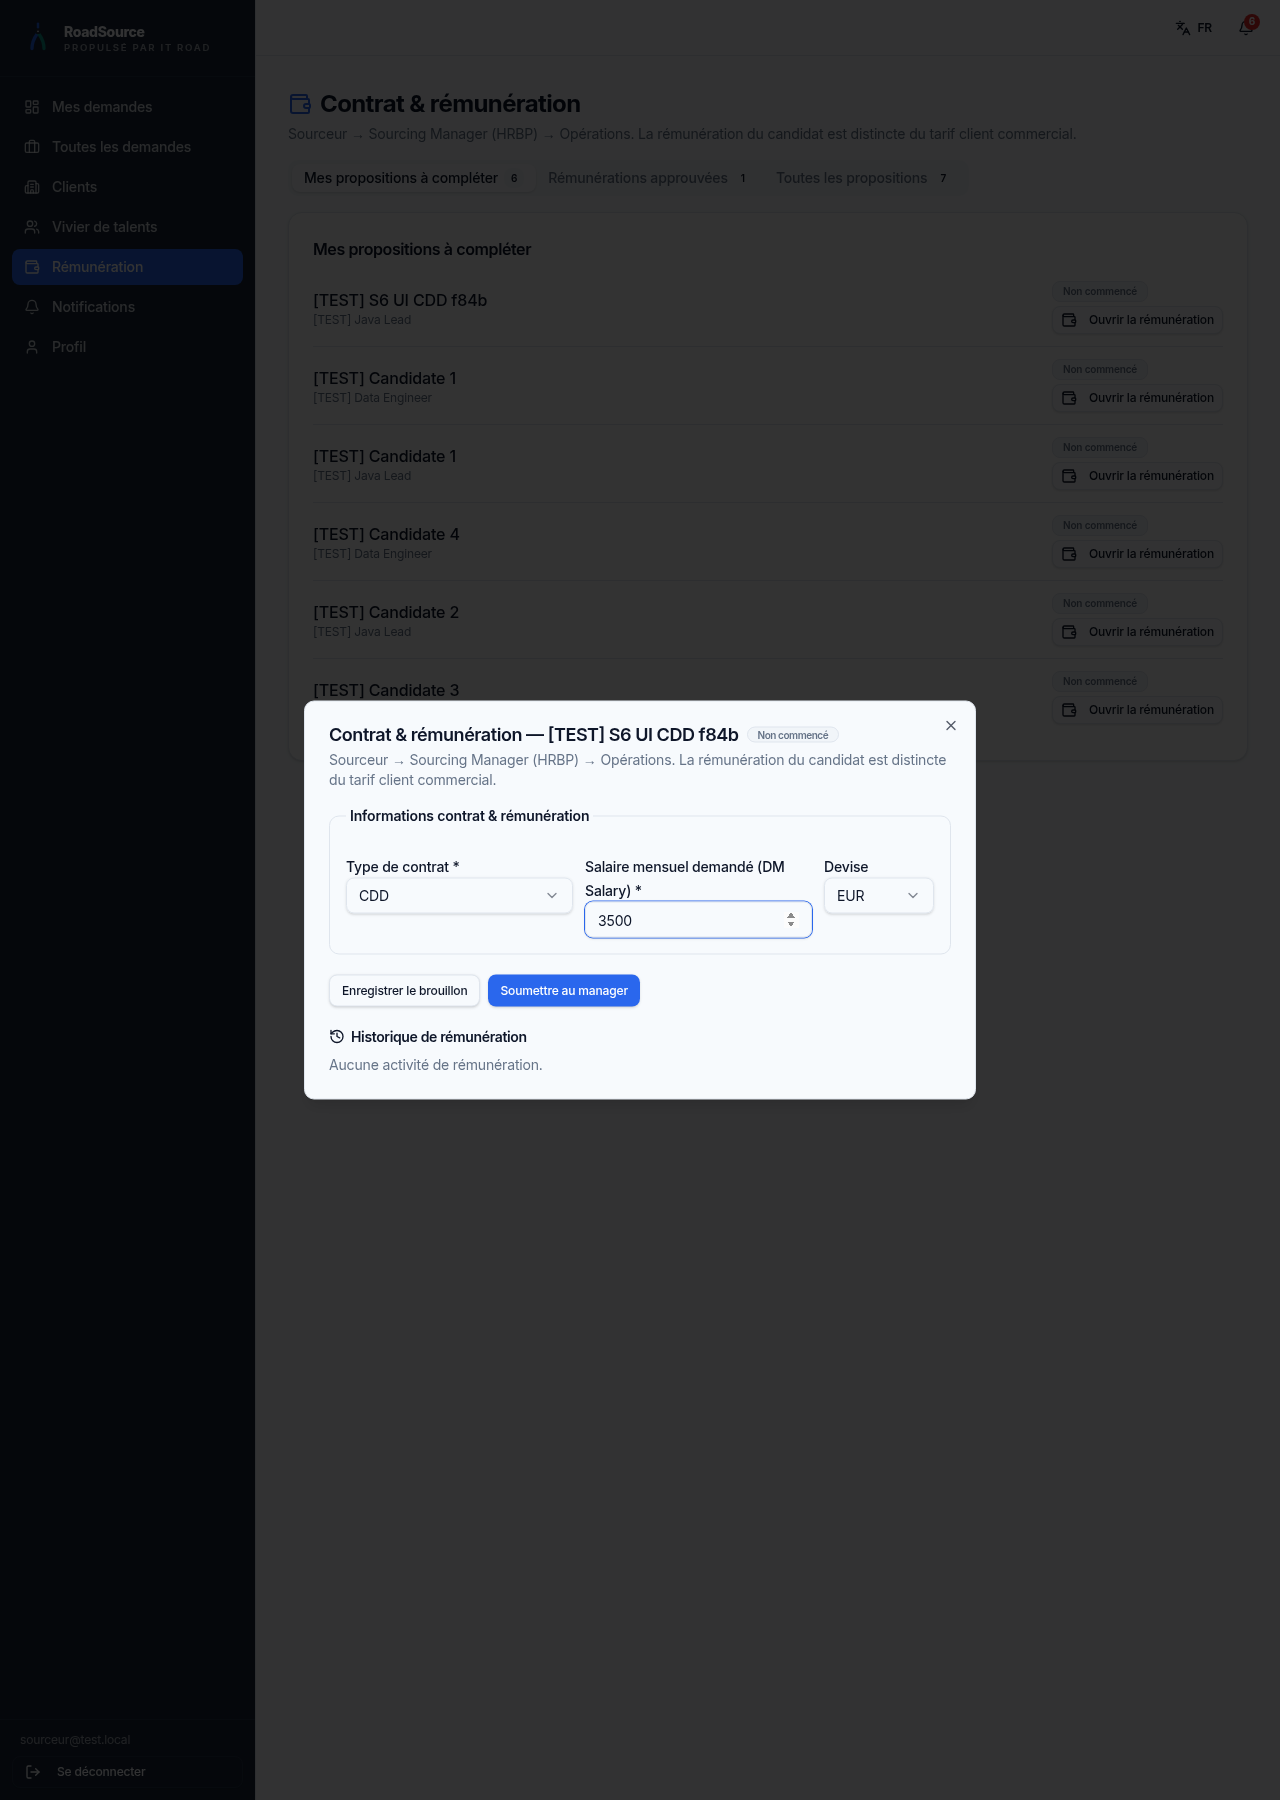 RoadSource
PROPULSÉ PAR IT ROAD
FR
6
Mes demandes
Toutes les demandes
Clients
Vivier de talents
Rémunération
Notifications
Profil
Contrat & rémunération
Sourceur → Sourcing Manager (HRBP) → Opérations. La rémunération du candidat est distincte du tarif client commercial.
Mes propositions à compléter 6 Rémunérations approuvées 1 Toutes les propositions 7
Mes propositions à compléter
[TEST] S6 UI CDD f84b
[TEST] Java Lead
Non commencé
Ouvrir la rémunération
[TEST] Candidate 1
[TEST] Data Engineer
Non commencé
Ouvrir la rémunération
[TEST] Candidate 1
[TEST] Java Lead
Non commencé
Ouvrir la rémunération
[TEST] Candidate 4
[TEST] Data Engineer
Non commencé
Ouvrir la rémunération
[TEST] Candidate 2
[TEST] Java Lead
Non commencé
Ouvrir la rémunération
[TEST] Candidate 3
Non commencé
Ouvrir la rémunération
Contrat & rémunération — [TEST] S6 UI CDD f84b Non commencé
Sourceur → Sourcing Manager (HRBP) → Opérations. La rémunération du candidat est distincte
du tarif client commercial.
Informations contrat & rémunération
Type de contrat *
CDD
Salaire mensuel demandé (DM
Salary) *
3500
Devise
EUR
Enregistrer le brouillon Soumettre au manager
Historique de rémunération
Aucune activité de rémunération.
sourceur@test.local
Se déconnecter